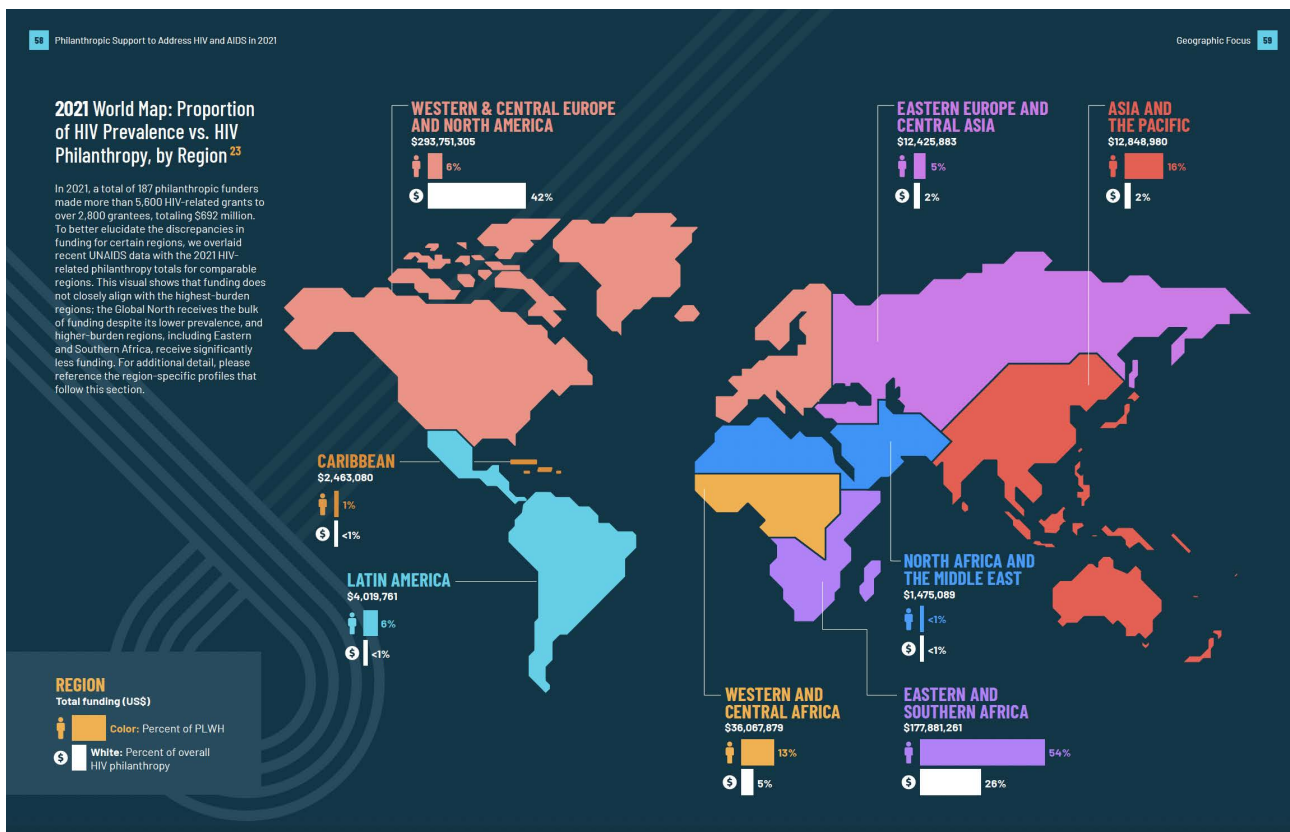 58 Philanthropic Support to Address HIV and AIDS in 2021
Geographic Focus 59
2021 World Map: Proportion
of HIV Prevalence vs. HIV
Philanthropy, by Region 23
In 2021, a total of 187 philanthropic funders
made more than 5,600 HIV-related grants to
over 2,800 grantees, totaling $692 million.
To better elucidate the discrepancies in
funding for certain regions, we overlaid
recent UNAIDS data with the 2021 HIV-
related philanthropy totals for comparable
regions. This visual shows that funding does
not closely align with the highest-burden
regions; the Global North receives the bulk
of funding despite its lower prevalence, and
higher-burden regions, including Eastern
and Southern Africa, receive significantly
less funding. For additional detail, please
reference the region-specific profiles that
follow this section.
WESTERN & CENTRAL EUROPE
AND NORTH AMERICA
$293,751,305
6%
$ 42%
EASTERN EUROPE AND
CENTRAL ASIA
$12,425,883
5%
$ 2%
ASIA AND
THE PACIFIC
$12,848,980
16%
$ 2%
CARIBBEAN
$2,463,080
1%
$ <1%
LATIN AMERICA
$4,019,761
6%
$ <1%
NORTH AFRICA AND
THE MIDDLE EAST
$1,475,089
<1%
$ <1%
WESTERN AND
CENTRAL AFRICA
$36,067,879
13%
$ 5%
EASTERN AND
SOUTHERN AFRICA
$177,881,261
54%
$ 26%
REGION
Total funding (US$)
Color: Percent of PLWH
$ White: Percent of overall
HIV philanthropy